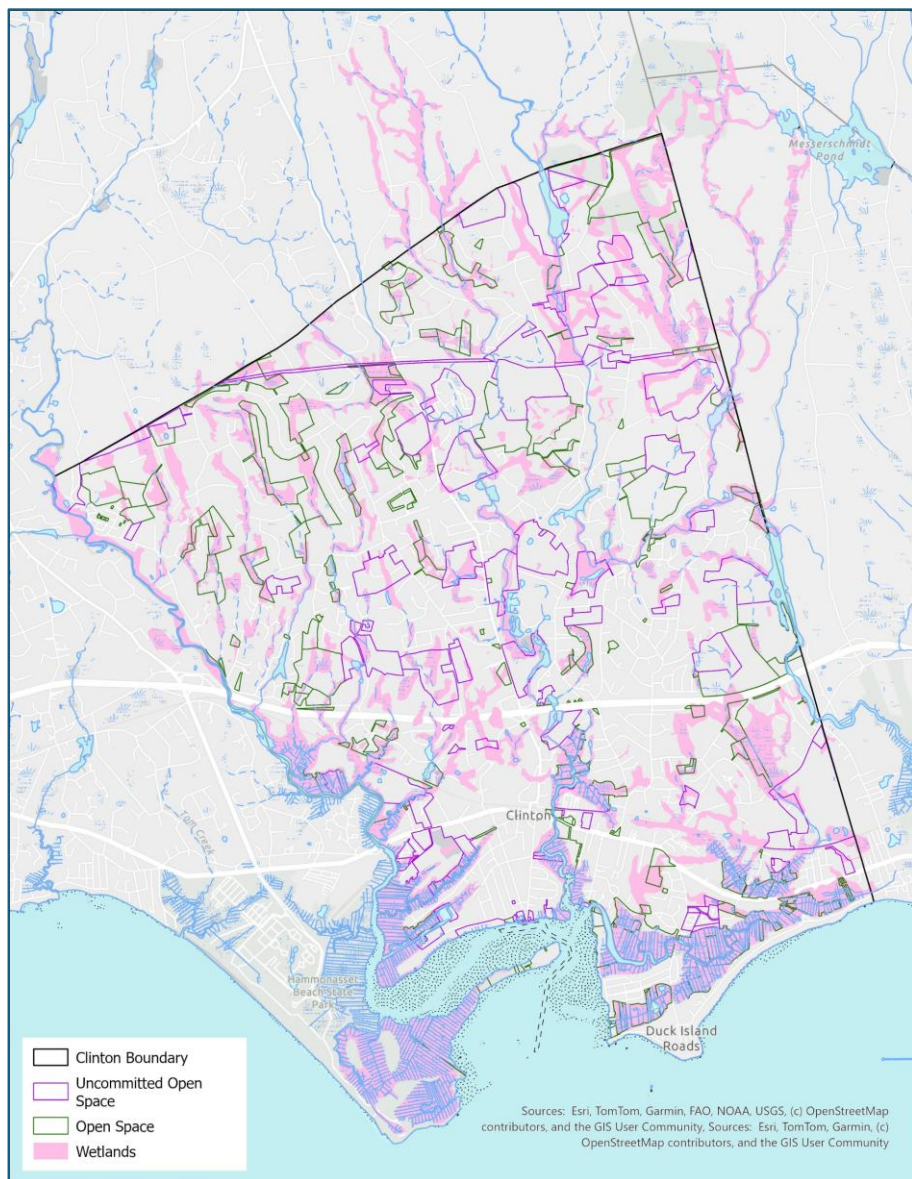 Messerschmidt
Pond
Clinton
Tom Creek
Hammonasset
Beach State
Park
Duck Island
Roads
Clinton Boundary
Uncommitted Open
Space
Open Space
Wetlands
Sources: Esri, TomTom, Garmin, FAO, NOAA, USGS, (c) OpenStreetMap
contributors, and the GIS User Community, Sources: Esri, TomTom, Garmin, (c)
OpenStreetMap contributors, and the GIS User Community